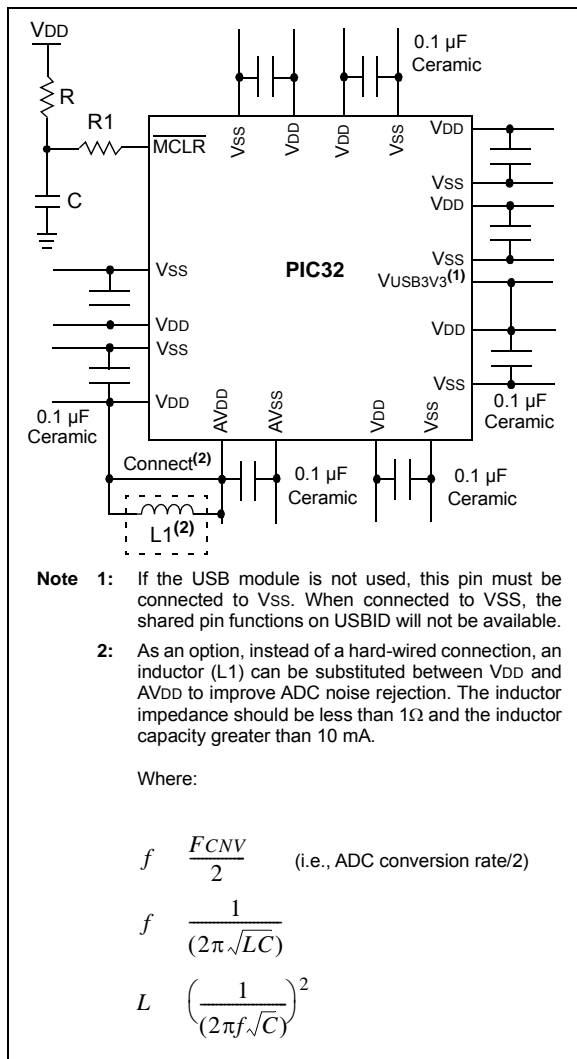 VDD
0.1 µF
Ceramic
R
R1
C
MCLR
VSS
VDD
VDD
VSS
VDD
VSS
VDD
VSS
VUSB3V3(1)
VDD
VSS
PIC32
VSS
VDD
VSS
VDD
AVDD
AVSS
VDD
VSS
0.1 µF
Ceramic
Connect(2)
L1(2)
0.1 µF
Ceramic
0.1 µF
Ceramic
0.1 µF
Ceramic
Note 1: If the USB module is not used, this pin must be
connected to VSS. When connected to VSS, the
shared pin functions on USBID will not be available.
2: As an option, instead of a hard-wired connection, an
inductor (L1) can be substituted between VDD and
AVDD to improve ADC noise rejection. The inductor
impedance should be less than 1Ω and the inductor
capacity greater than 10 mA.
Where:
f FCNV/2 (i.e., ADC conversion rate/2)
f 1/(2π√LC)
L (1/(2πf√C))²